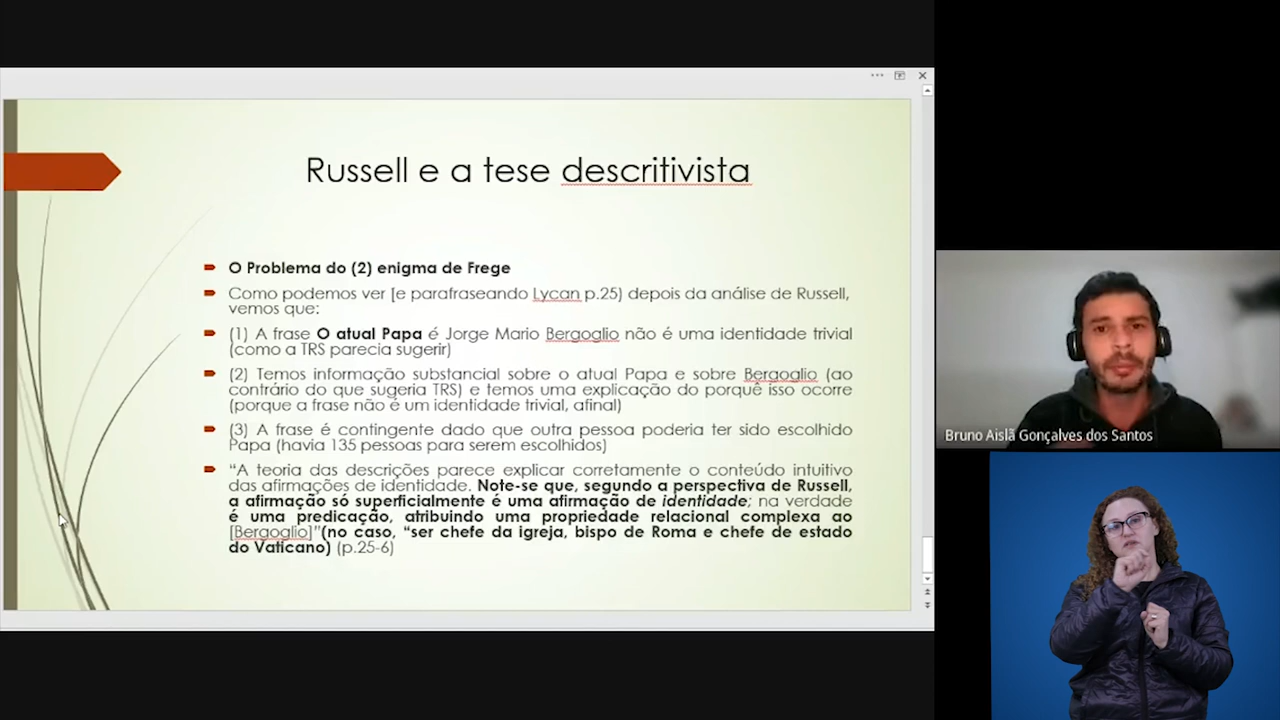 Russell e a tese descritivista
O Problema do (2) enigma de Frege
Como podemos ver [e parafraseando Lycan p.25) depois da análise de Russell,
vemos que:
(1) A frase O atual Papa é Jorge Mario Bergoglio não é uma identidade trivial
(como a TRS parecia sugerir)
(2) Temos informação substancial sobre o atual Papa e sobre Bergoglio (ao
contrário do que sugeria TRS) e temos uma explicação do porquê isso ocorre
(porque a frase não é um identidade trivial, afinal)
(3) A frase é contingente dado que outra pessoa poderia ter sido escolhido
Papa (havia 135 pessoas para serem escolhidos)
“A teoria das descrições parece explicar corretamente o conteúdo intuitivo
das afirmações de identidade. Note-se que, segundo a perspectiva de Russell,
a afirmação só superficialmente é uma afirmação de identidade; na verdade
é uma predicação, atribuindo uma propriedade relacional complexa ao
[Bergoglio]”(no caso, “ser chefe da igreja, bispo de Roma e chefe de estado
do Vaticano) (p.25-6)
Bruno Aislã Gonçalves dos Santos